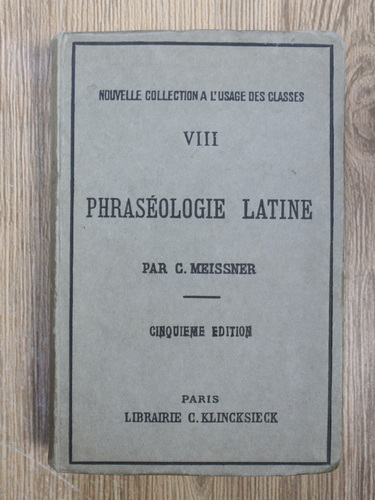 NOUVELLE COLLECTION A L'USAGE DES CLASSES
VIII
PHRASÉOLOGIE LATINE
PAR C. MEISSNER
CINQUIEME EDITION
PARIS
LIBRAIRIE C. KLINCKSIECK